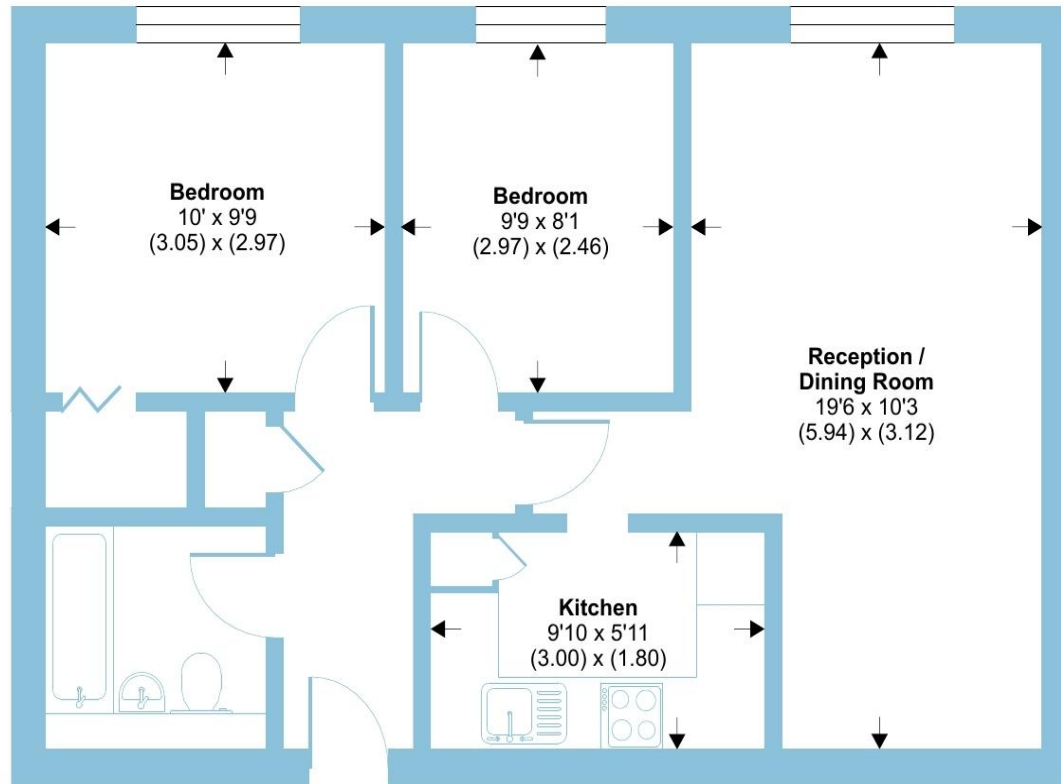 Bedroom
10' x 9'9
(3.05) x (2.97)
Bedroom
9'9 x 8'1
(2.97) x (2.46)
Reception /
Dining Room
19'6 x 10'3
(5.94) x (3.12)
Kitchen
9'10 x 5'11
(3.00) x (1.80)